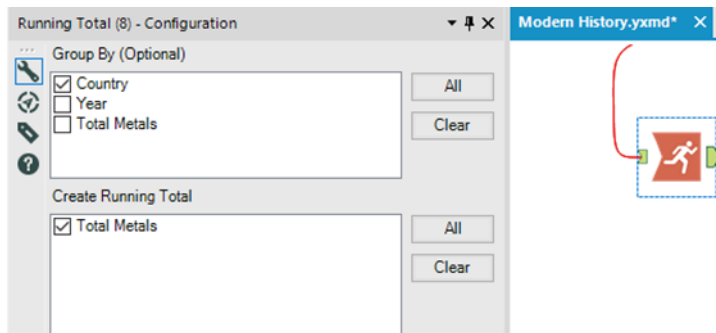 Running Total (8) - Configuration
Modern History.yxmd*
Group By (Optional)
Country
All
Year
Total Metals
Clear
Create Running Total
Total Metals
All
Clear